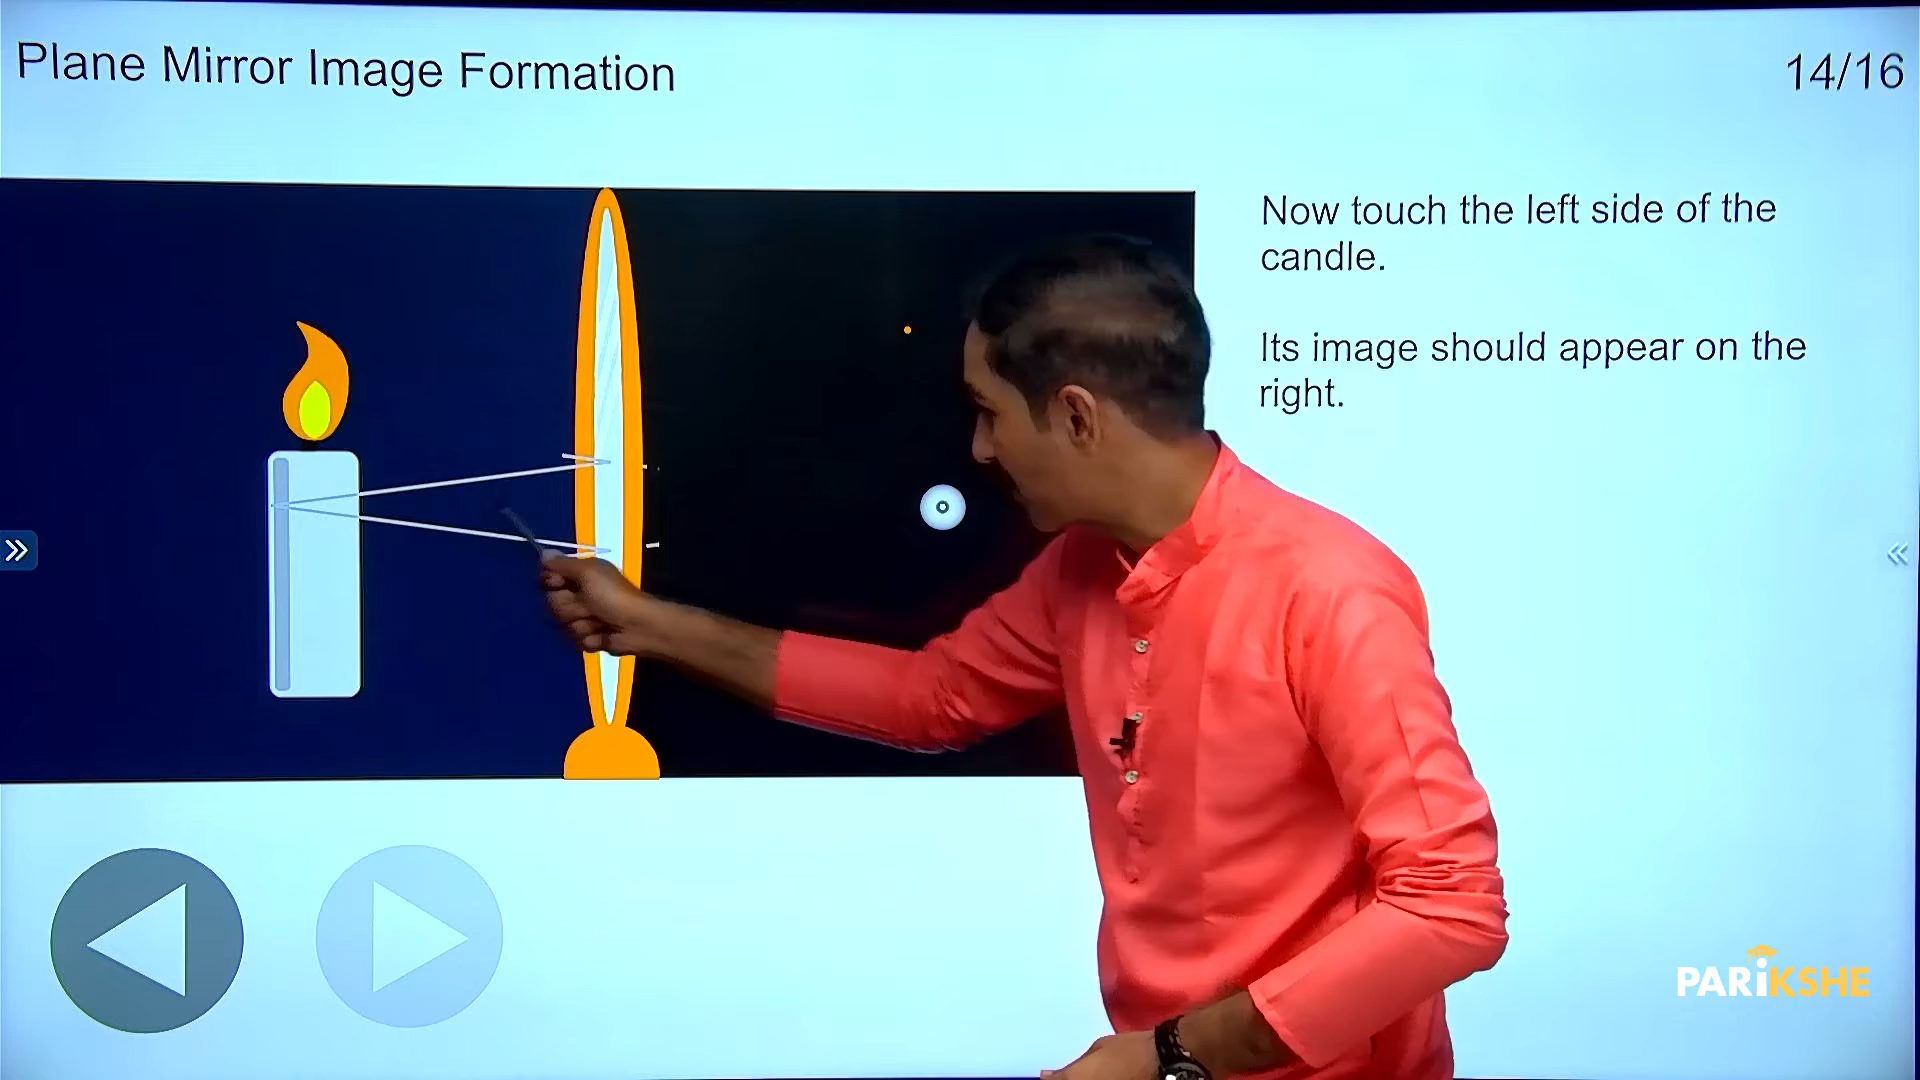 Plane Mirror Image Formation
14/16
Now touch the left side of the
candle.
Its image should appear on the
right.
PARiKSHE